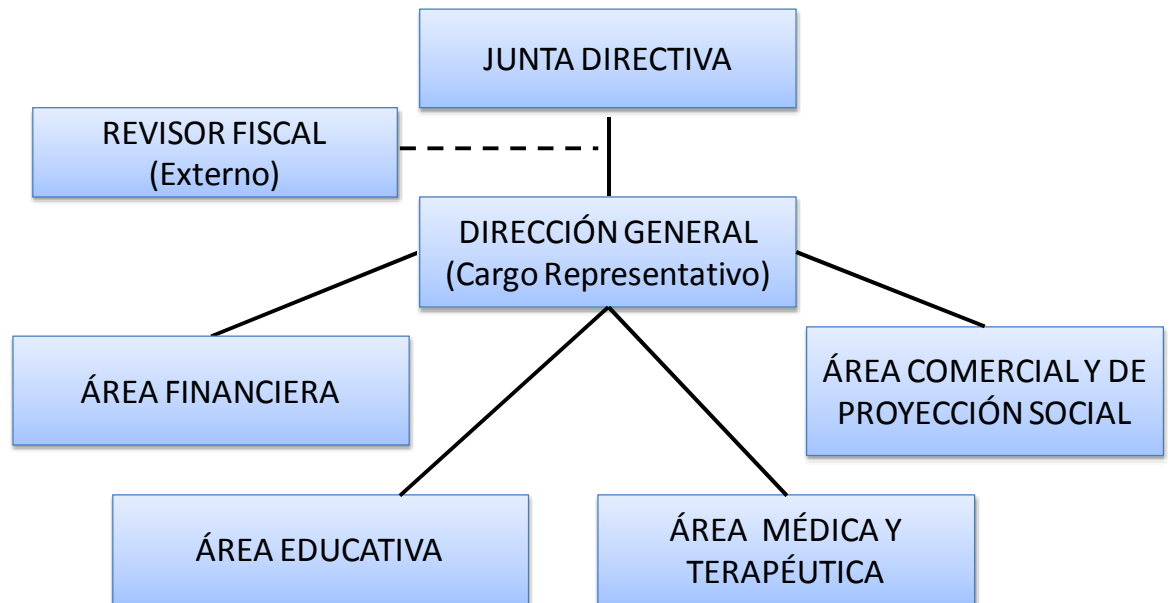 JUNTA DIRECTIVA
REVISOR FISCAL
(Externo)
DIRECCIÓN GENERAL
(Cargo Representativo)
ÁREA FINANCIERA
ÁREA COMERCIAL Y DE
PROYECCIÓN SOCIAL
ÁREA EDUCATIVA
ÁREA MÉDICA Y
TERAPÉUTICA